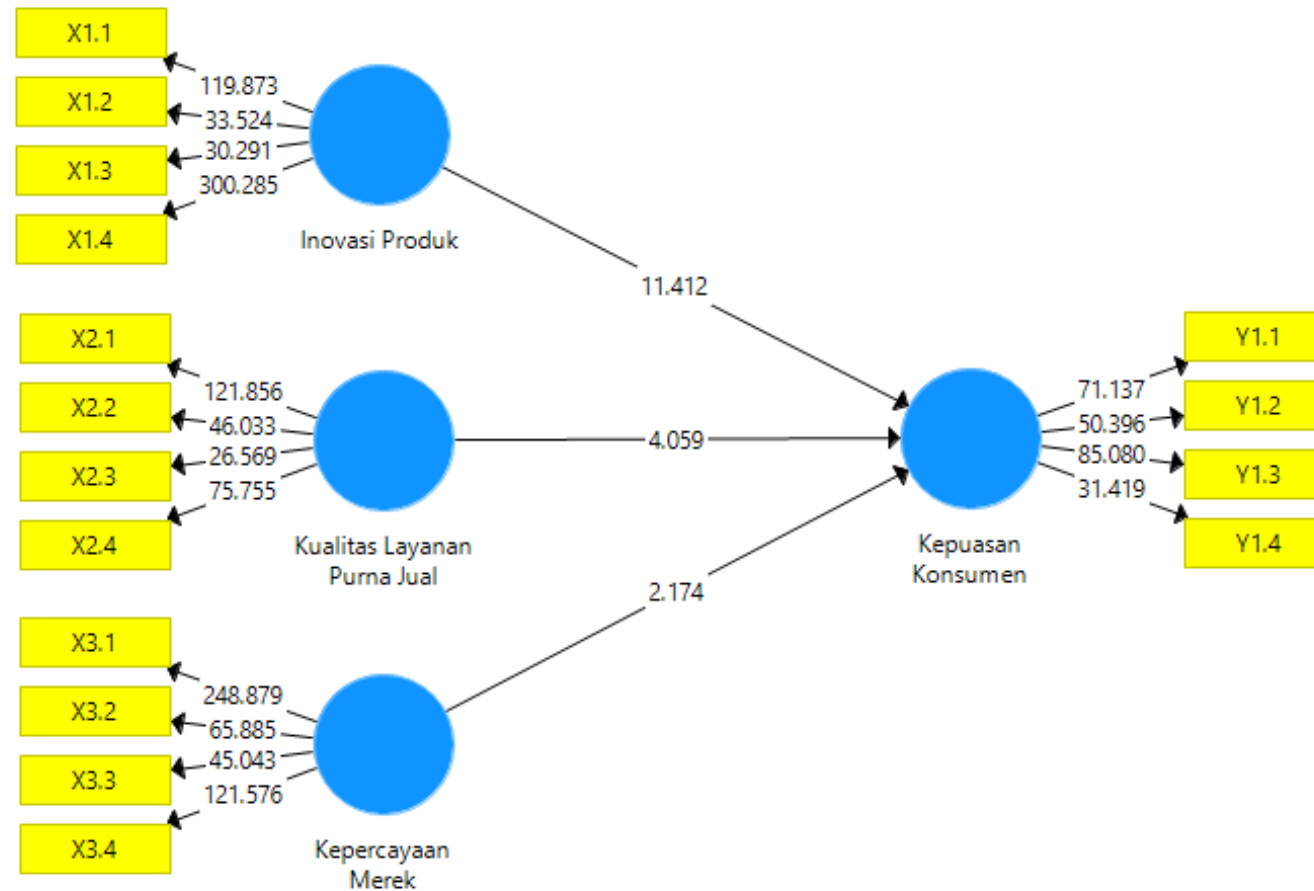 X1.1
119.873
X1.2
33.524
X1.3
30.291
300.285
X1.4
Inovasi Produk
11.412
X2.1
121.856
X2.2
46.033
X2.3
26.569
75.755
X2.4
Kualitas Layanan
Purna Jual
4.059
X3.1
248.879
X3.2
65.885
X3.3
45.043
121.576
X3.4
Kepercayaan
Merek
2.174
Kepuasan
Konsumen
Y1.1
71.137
Y1.2
50.396
85.080
Y1.3
31.419
Y1.4